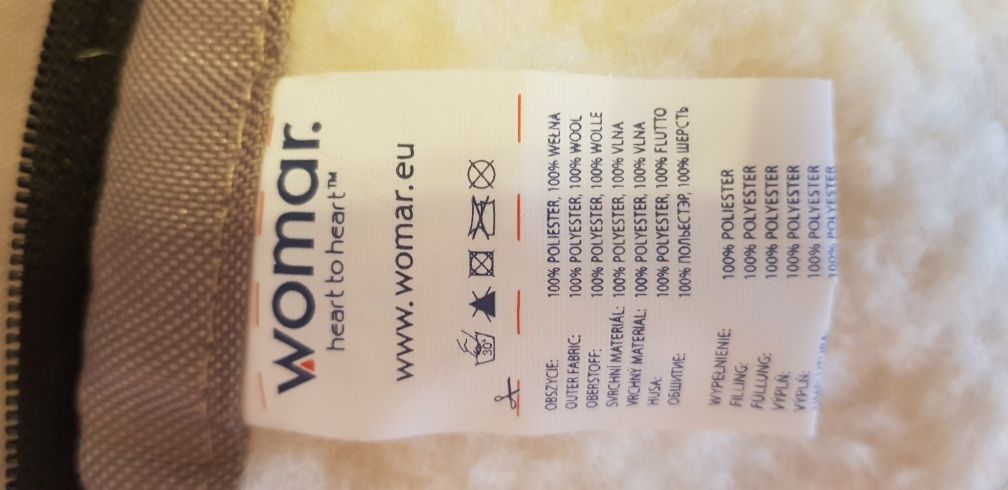 womar.
heart to heart™
www.womar.eu
30°
OBSZYCIE: 100% POLIESTER, 100% WEŁNA
OUTER FABRIC: 100% POLYESTER, 100% WOOL
OBERSTOFF: 100% POLYESTER, 100% WOLLE
SVRCHNÍ MATERIÁL: 100% POLYESTER, 100% VLNA
VRCHNÝ MATERIAL: 100% POLYESTER, 100% VLNA
HUSA: 100% POLYESTER, 100% FLUTTO
ОБШИТИЕ: 100% ПОЛЬЕСТЭР, 100% ШЕРСТЬ
WYPEŁNIENIE: 100% POLIESTER
FILLING: 100% POLYESTER
FÜLLUNG: 100% POLYESTER
VÝPLŇ: 100% POLYESTER
VÝPLŇ: 100% POLYESTER
100% POLYESTER